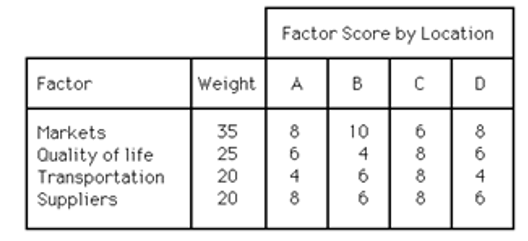 Factor Score by Location
Factor Weight A B C D
Markets 35 8 10 6 8
Quality of life 25 6 4 8 6
Transportation 20 4 6 8 4
Suppliers 20 8 6 8 6